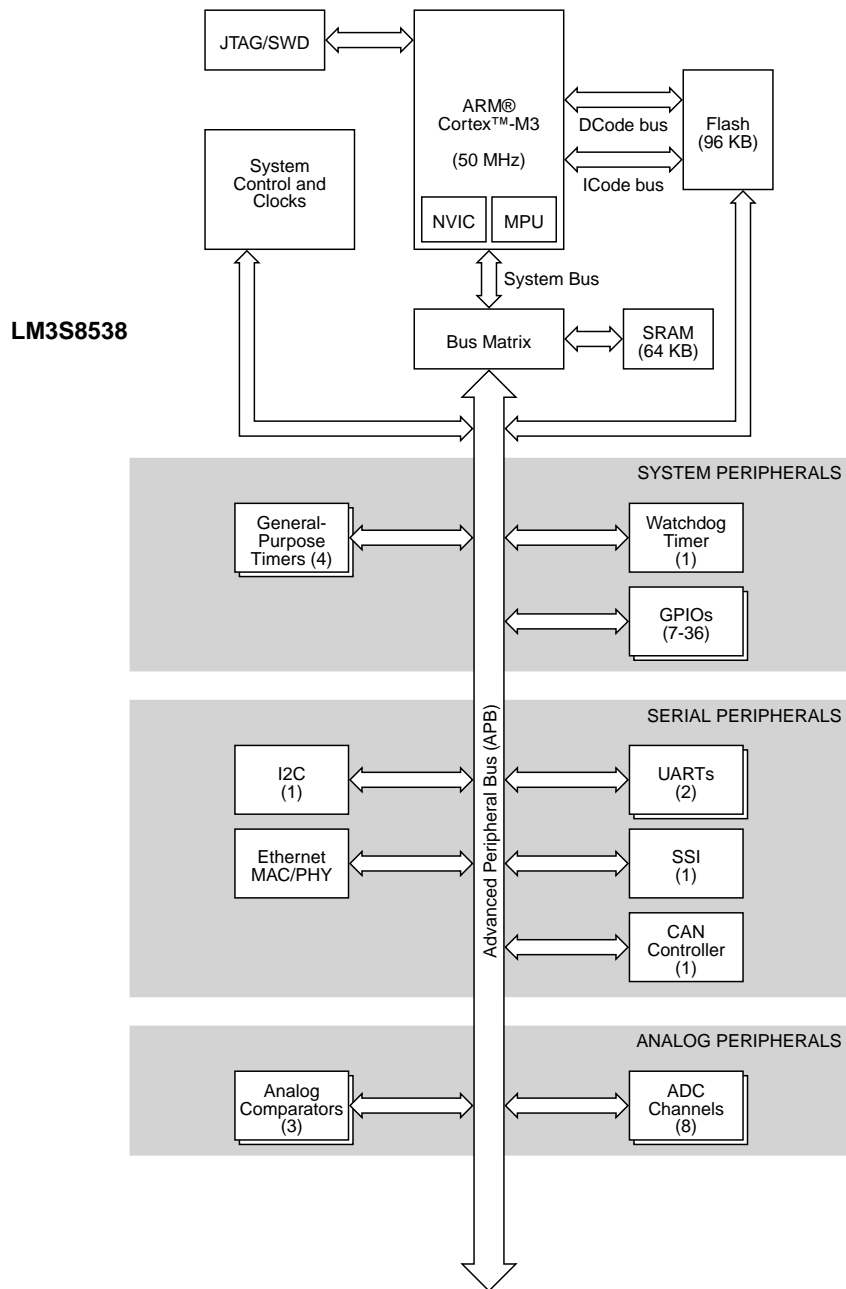 JTAG/SWD
ARM®
Cortex™-M3
(50 MHz)
NVIC
MPU
DCode bus
ICode bus
Flash
(96 KB)
System
Control and
Clocks
System Bus
LM3S8538
Bus Matrix
SRAM
(64 KB)
SYSTEM PERIPHERALS
General-
Purpose
Timers (4)
Watchdog
Timer
(1)
GPIOs
(7-36)
Advanced Peripheral Bus (APB)
SERIAL PERIPHERALS
I2C
(1)
UARTs
(2)
Ethernet
MAC/PHY
SSI
(1)
CAN
Controller
(1)
ANALOG PERIPHERALS
Analog
Comparators
(3)
ADC
Channels
(8)